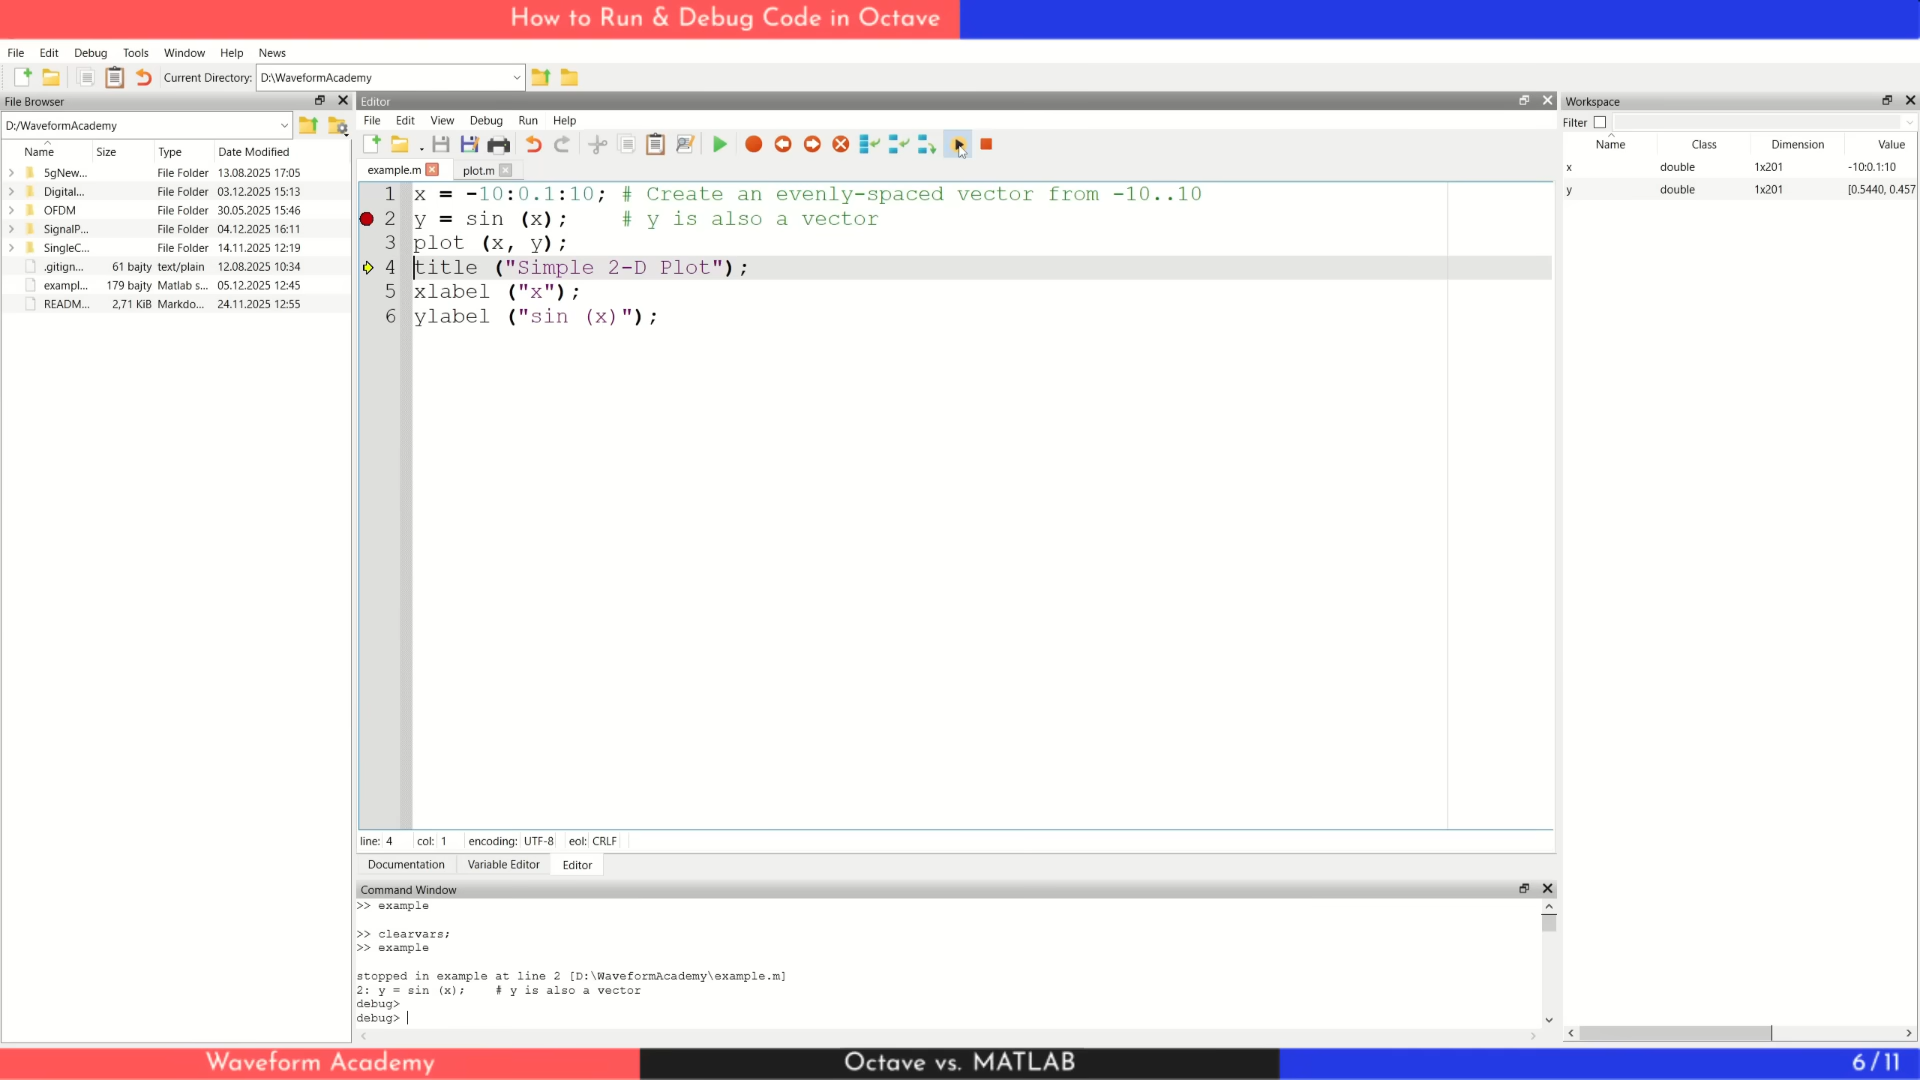 How to Run & Debug Code in Octave
File Edit Debug Tools Window Help News
Current Directory: D:\WaveformAcademy
File Browser
D:/WaveformAcademy
Name Size Type Date Modified
5gNew... File Folder 13.08.2025 17:05
Digital... File Folder 03.12.2025 15:13
OFDM File Folder 30.05.2025 15:46
SignalP... File Folder 04.12.2025 16:11
SingleC... File Folder 14.11.2025 12:19
.gitign... 61 bajty text/plain 12.08.2025 10:34
exampl... 179 bajty Matlab s... 05.12.2025 12:45
READM... 2,71 KiB Markdo... 24.11.2025 12:55
Editor
File Edit View Debug Run Help
example.m plot.m
1 x = -10:0.1:10; # Create an evenly-spaced vector from -10..10
2 y = sin (x); # y is also a vector
3 plot (x, y);
4 title ("Simple 2-D Plot");
5 xlabel ("x");
6 ylabel ("sin (x)");
line: 4 col: 1 encoding: UTF-8 eol: CRLF
Documentation Variable Editor Editor
Command Window
>> example
>> clearvars;
>> example
stopped in example at line 2 [D:\WaveformAcademy\example.m]
2: y = sin (x); # y is also a vector
debug>
debug>
Workspace
Filter
Name Class Dimension Value
x double 1x201 -10:0.1:10
y double 1x201 [0.5440, 0.457
Waveform Academy
Octave vs. MATLAB
6 / 11